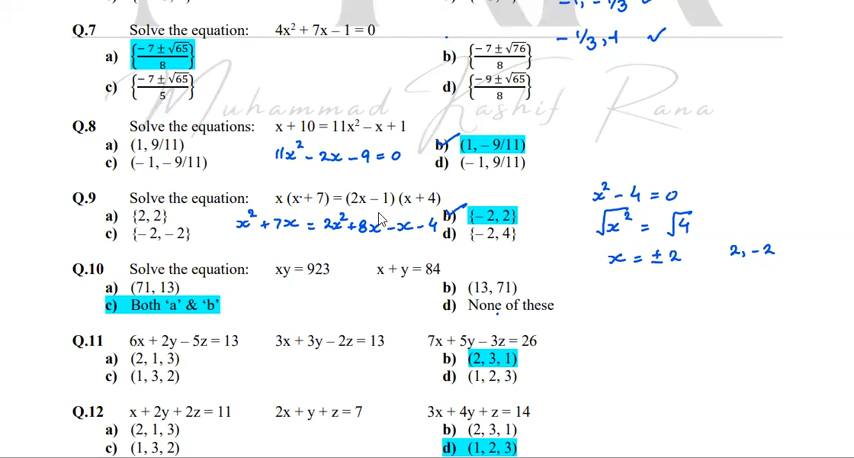 -1, -1/3
Q.7 Solve the equation: 4x² + 7x – 1 = 0
-1/3, -1 ✓
a) {(– 7 ± √65)/8} b) {(– 7 ± √76)/8}
c) {(– 7 ± √65)/5} d) {(– 9 ± √65)/8}
Muhammad Kashif Rana
Q.8 Solve the equations: x + 10 = 11x² – x + 1
a) (1, 9/11) b) (1, – 9/11)
c) (– 1, – 9/11) 11x² - 2x - 9 = 0 d) (– 1, 9/11)
Q.9 Solve the equation: x (x + 7) = (2x – 1) (x + 4) x² - 4 = 0
a) {2, 2} b) {– 2, 2}
x² + 7x = 2x² + 8x - x - 4 √x² = √4
c) {– 2, – 2} d) {– 2, 4}
x = ± 2 2, -2
Q.10 Solve the equation: xy = 923 x + y = 84
a) (71, 13) b) (13, 71)
c) Both ‘a’ & ‘b’ d) None of these
Q.11 6x + 2y – 5z = 13 3x + 3y – 2z = 13 7x + 5y – 3z = 26
a) (2, 1, 3) b) (2, 3, 1)
c) (1, 3, 2) d) (1, 2, 3)
Q.12 x + 2y + 2z = 11 2x + y + z = 7 3x + 4y + z = 14
a) (2, 1, 3) b) (2, 3, 1)
c) (1, 3, 2) d) (1, 2, 3)